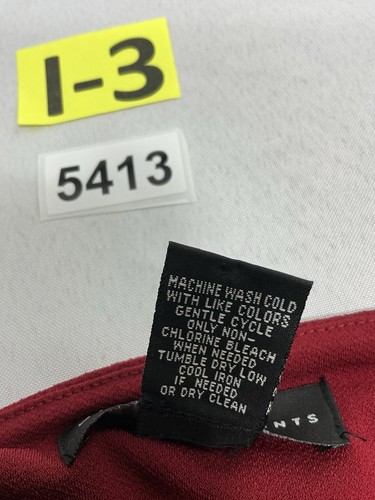 I-3
5413
MACHINE WASH COLD
WITH LIKE COLORS
GENTLE CYCLE
ONLY NON-
CHLORINE BLEACH
WHEN NEEDED
TUMBLE DRY LOW
COOL IRON
IF NEEDED
OR DRY CLEAN